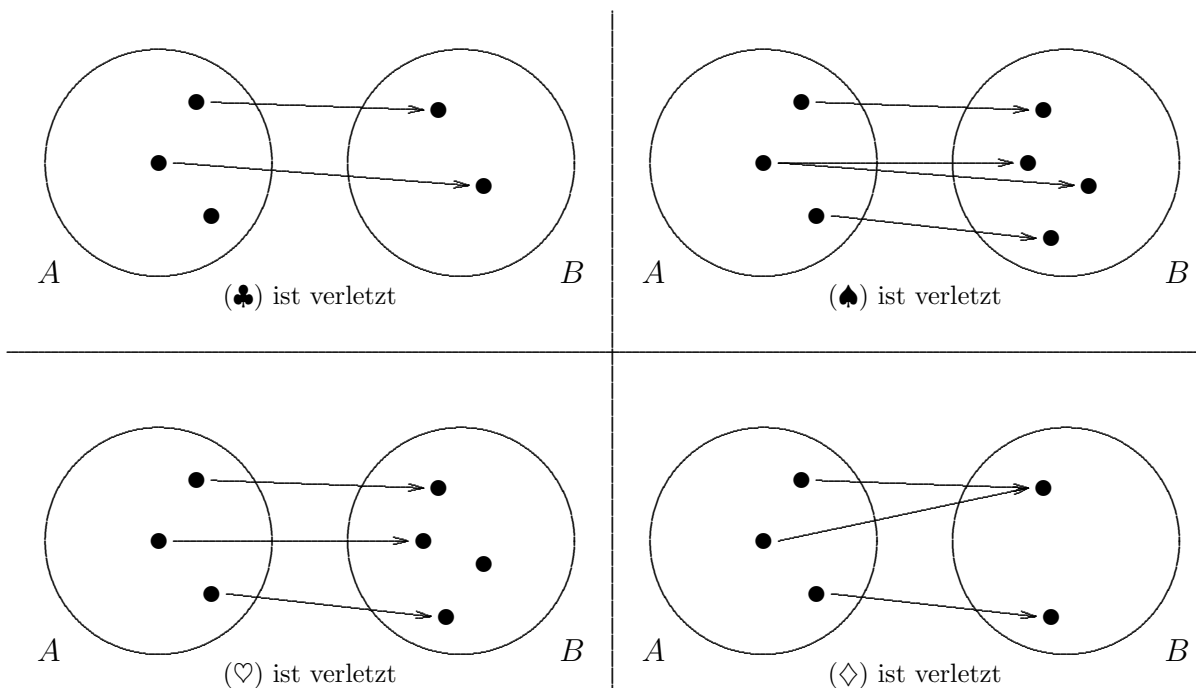 A
B
(♣) ist verletzt
A
B
(♠) ist verletzt
A
B
(♡) ist verletzt
A
B
(♢) ist verletzt